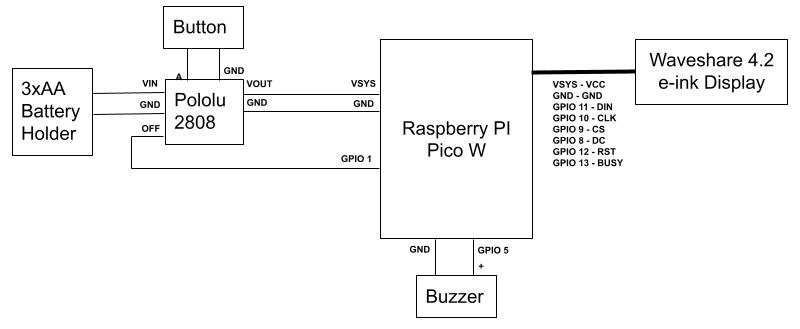 Button
A
GND
3xAA
Battery
Holder
VIN
GND
OFF
Pololu
2808
VOUT
GND
VSYS
GND
GPIO 1
Raspberry PI
Pico W
Waveshare 4.2
e-ink Display
VSYS - VCC
GND - GND
GPIO 11 - DIN
GPIO 10 - CLK
GPIO 9 - CS
GPIO 8 - DC
GPIO 12 - RST
GPIO 13 - BUSY
GND
GPIO 5
+
Buzzer